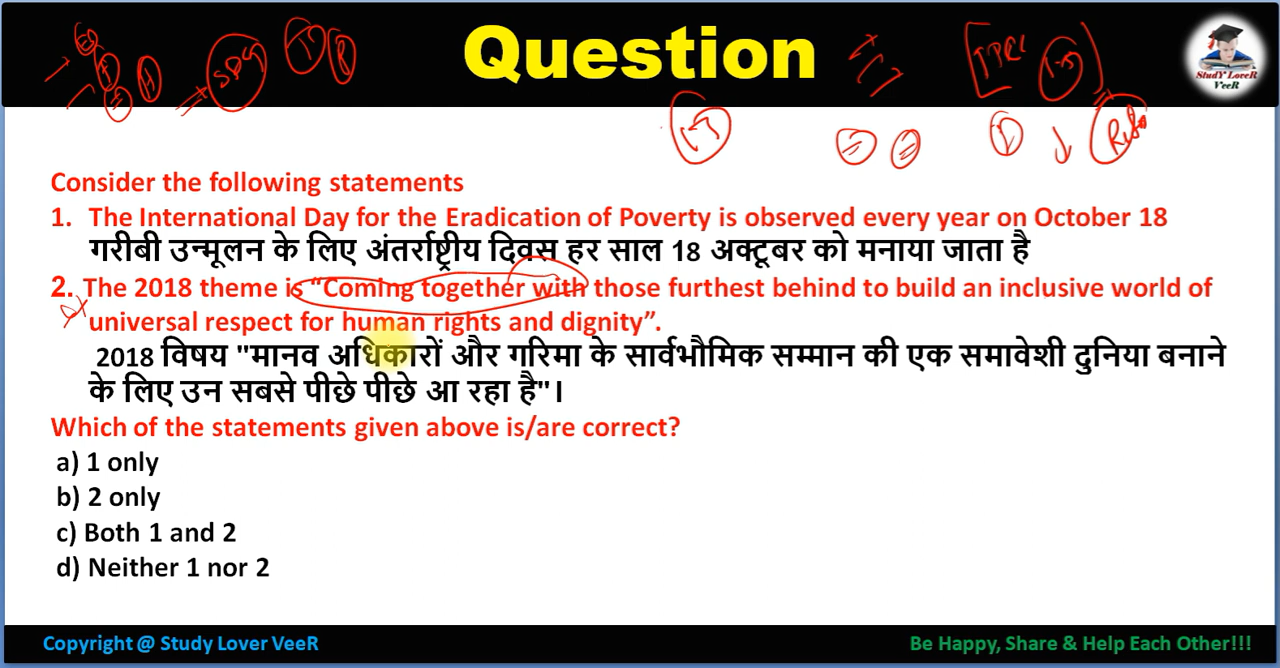 Question
StudY LoveR
VeeR
Consider the following statements
1. The International Day for the Eradication of Poverty is observed every year on October 18
गरीबी उन्मूलन के लिए अंतर्राष्ट्रीय दिवस हर साल 18 अक्टूबर को मनाया जाता है
2. The 2018 theme is “Coming together with those furthest behind to build an inclusive world of
universal respect for human rights and dignity”.
2018 विषय "मानव अधिकारों और गरिमा के सार्वभौमिक सम्मान की एक समावेशी दुनिया बनाने
के लिए उन सबसे पीछे पीछे आ रहा है"।
Which of the statements given above is/are correct?
a) 1 only
b) 2 only
c) Both 1 and 2
d) Neither 1 nor 2
Copyright @ Study Lover VeeR
Be Happy, Share & Help Each Other!!!